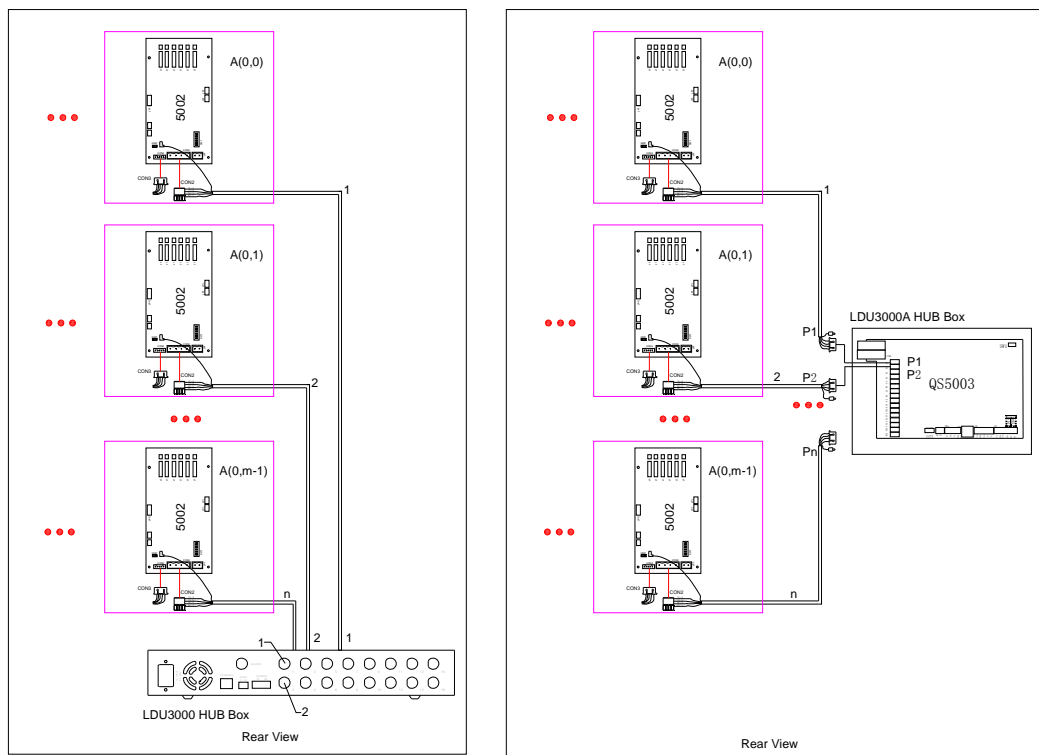 A(0,0)
5002
CON3
CON2
1
A(0,1)
5002
CON3
CON2
2
A(0,m-1)
5002
CON3
CON2
n
2
1
1
2
LDU3000 HUB Box
Rear View
A(0,0)
5002
CON3
CON2
1
A(0,1)
5002
CON3
CON2
2
P1
P2
Pn
LDU3000A HUB Box
P1
P2
QS5003
A(0,m-1)
5002
CON3
CON2
n
Rear View